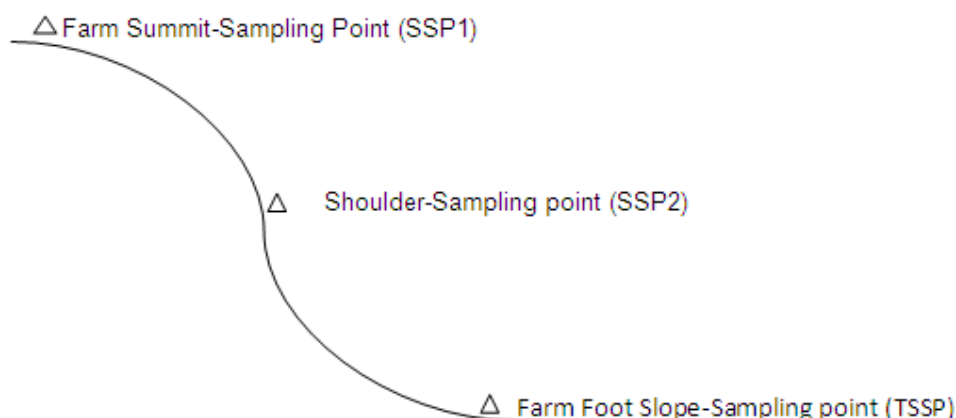 Farm Summit-Sampling Point (SSP1)
Shoulder-Sampling point (SSP2)
Farm Foot Slope-Sampling point (TSSP)